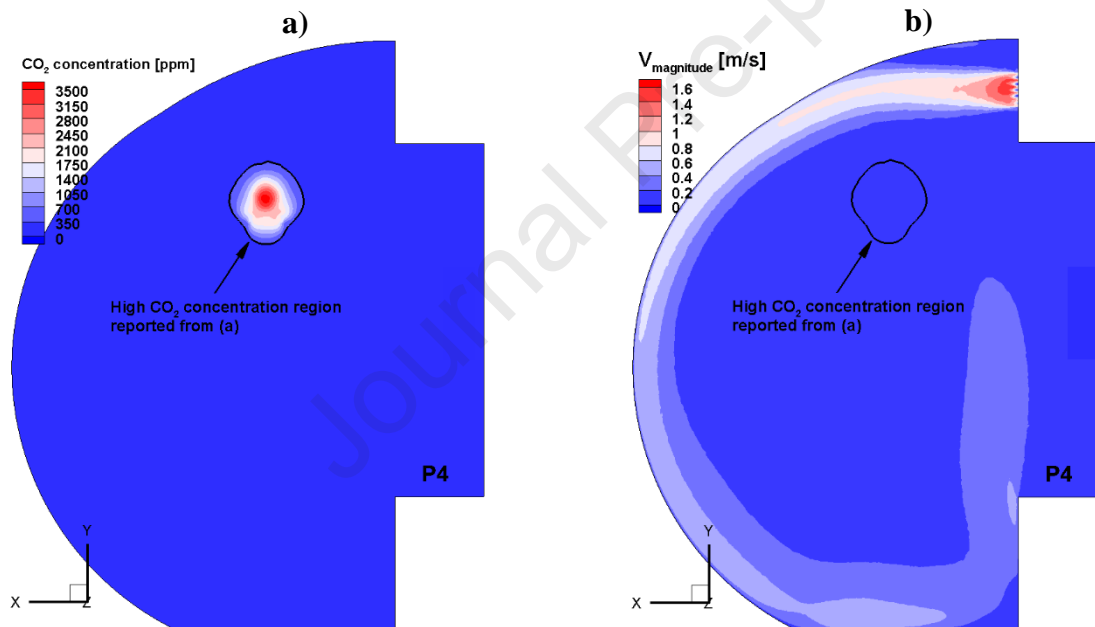 a)
CO₂ concentration [ppm]
3500
3150
2800
2450
2100
1750
1400
1050
700
350
0
High CO₂ concentration region
reported from (a)
P4
Y
X
Z
b)
V_magnitude [m/s]
1.6
1.4
1.2
1
0.8
0.6
0.4
0.2
0
High CO₂ concentration region
reported from (a)
P4
Y
X
Z
Journal Pre-p